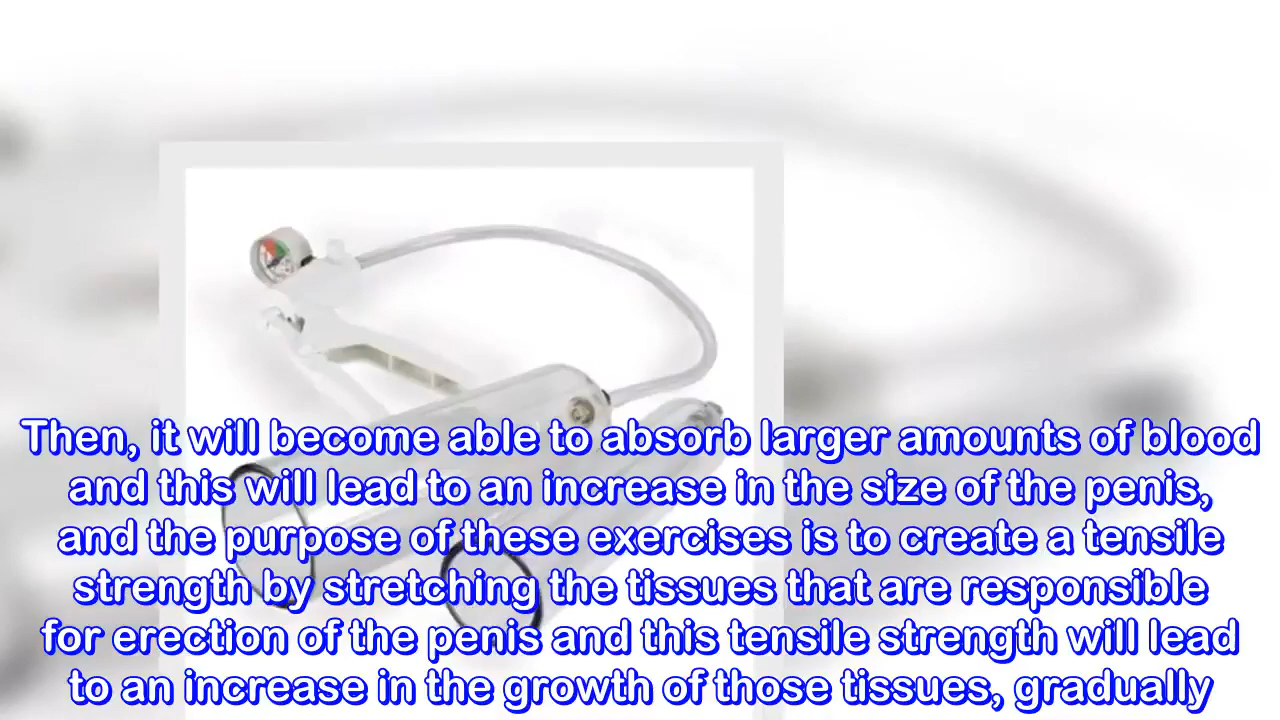 Then, it will become able to absorb larger amounts of blood
and this will lead to an increase in the size of the penis,
and the purpose of these exercises is to create a tensile
strength by stretching the tissues that are responsible
for erection of the penis and this tensile strength will lead
to an increase in the growth of those tissues, gradually